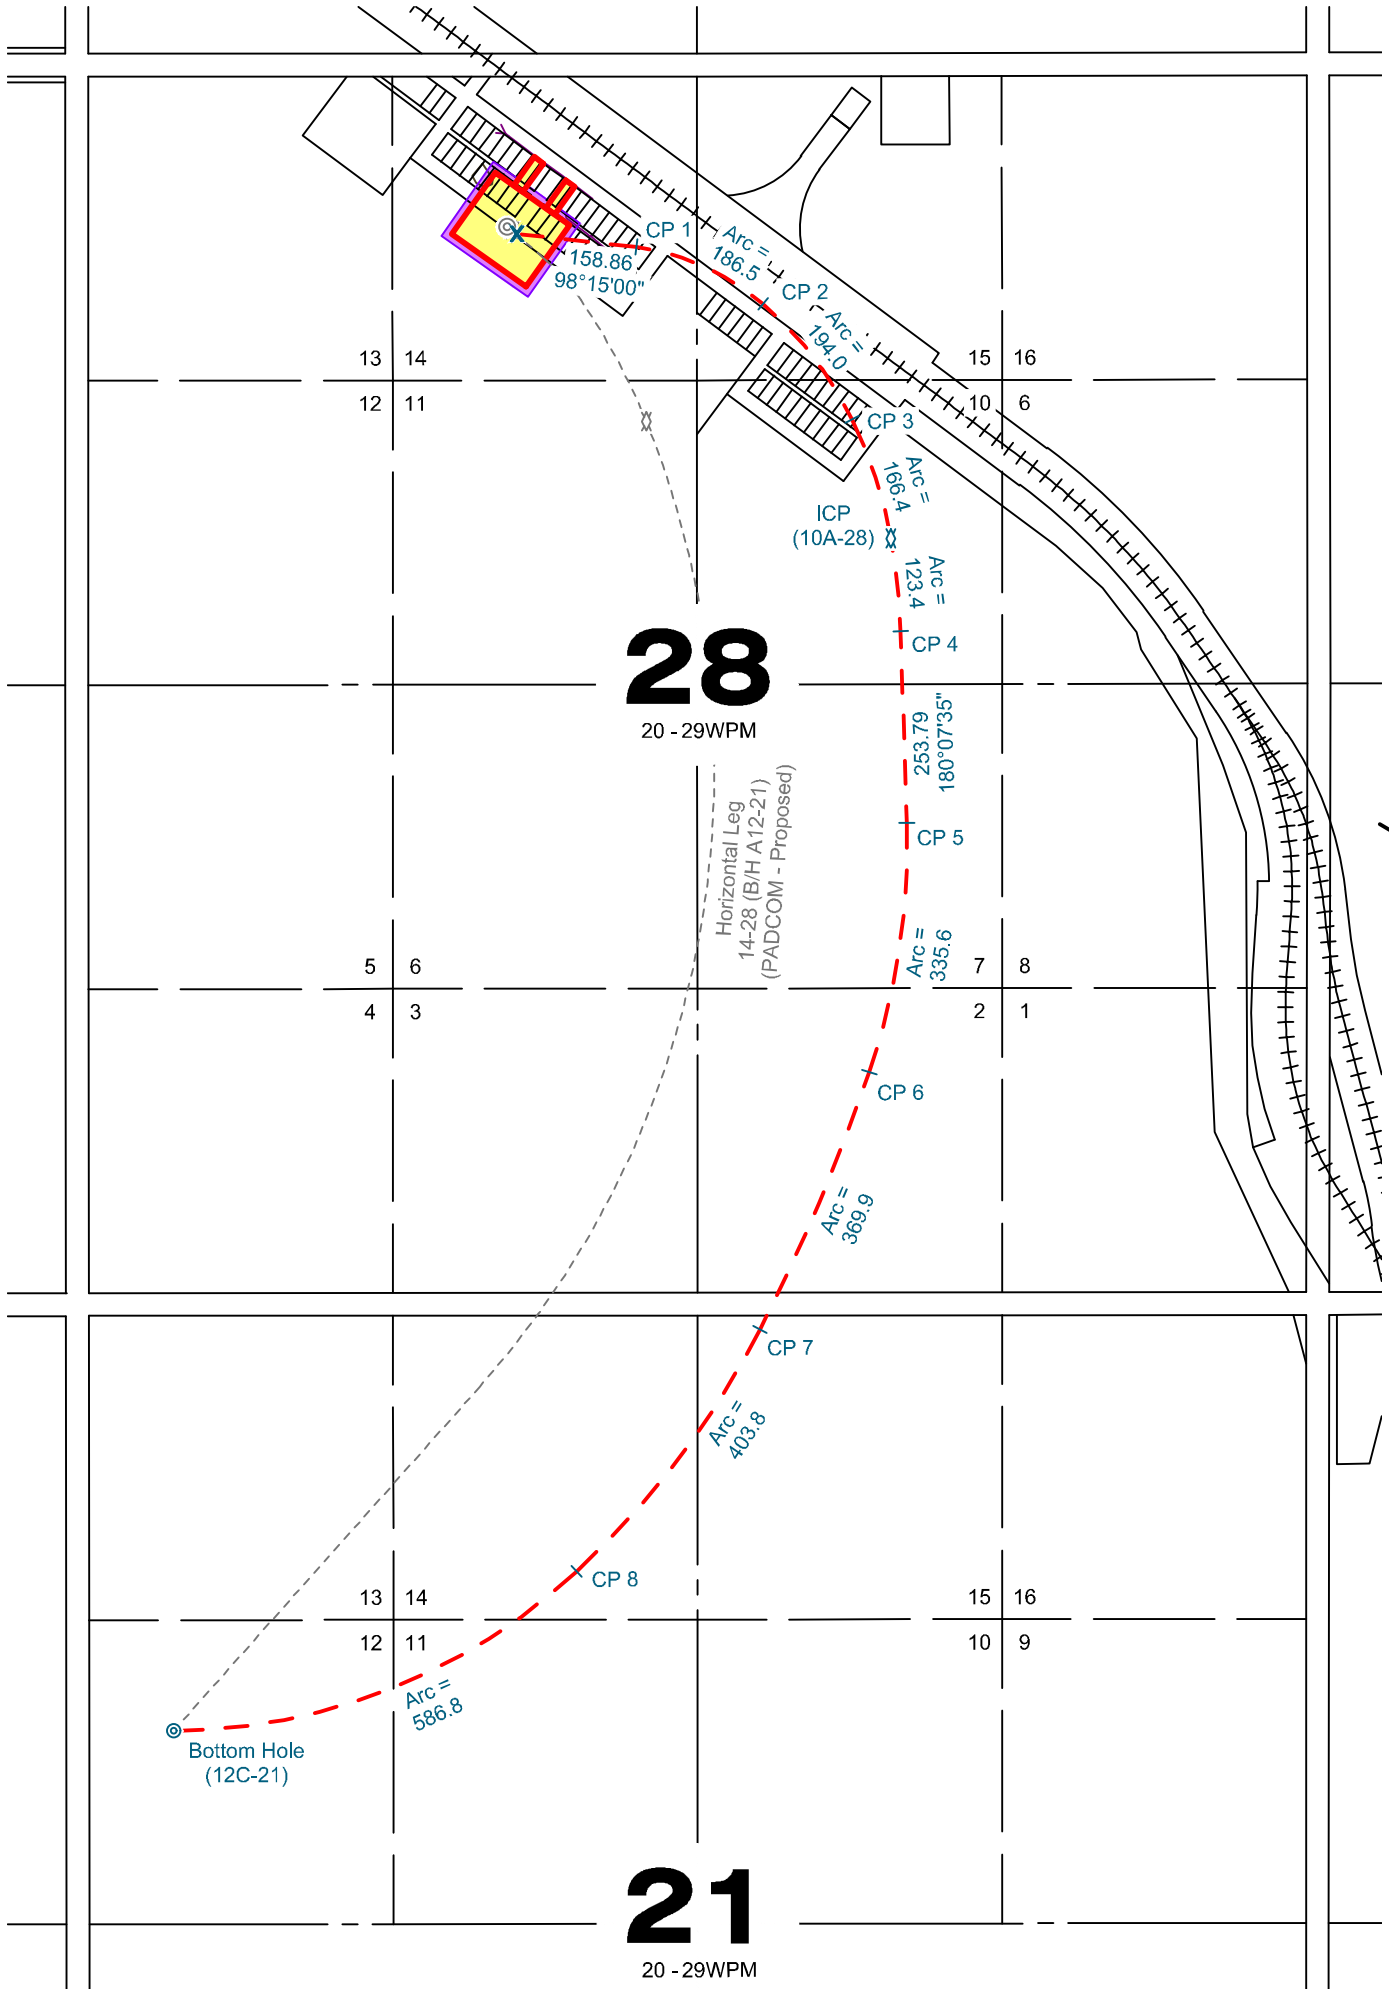 CP 1
Arc =
186.5
158.86
98°15'00"
CP 2
Arc =
194.0
13 14
15 16
12 11
10 6
CP 3
Arc =
166.4
ICP
(10A-28)
Arc =
123.4
CP 4
28
20 - 29WPM
253.79
180°07'35"
Horizontal Leg
14-28 (B/H A12-21)
(PADCOM - Proposed)
CP 5
Arc =
335.6
5 6
7 8
4 3
2 1
CP 6
Arc =
369.9
CP 7
Arc =
403.8
CP 8
13 14
15 16
12 11
10 9
Arc =
586.8
Bottom Hole
(12C-21)
21
20 - 29WPM